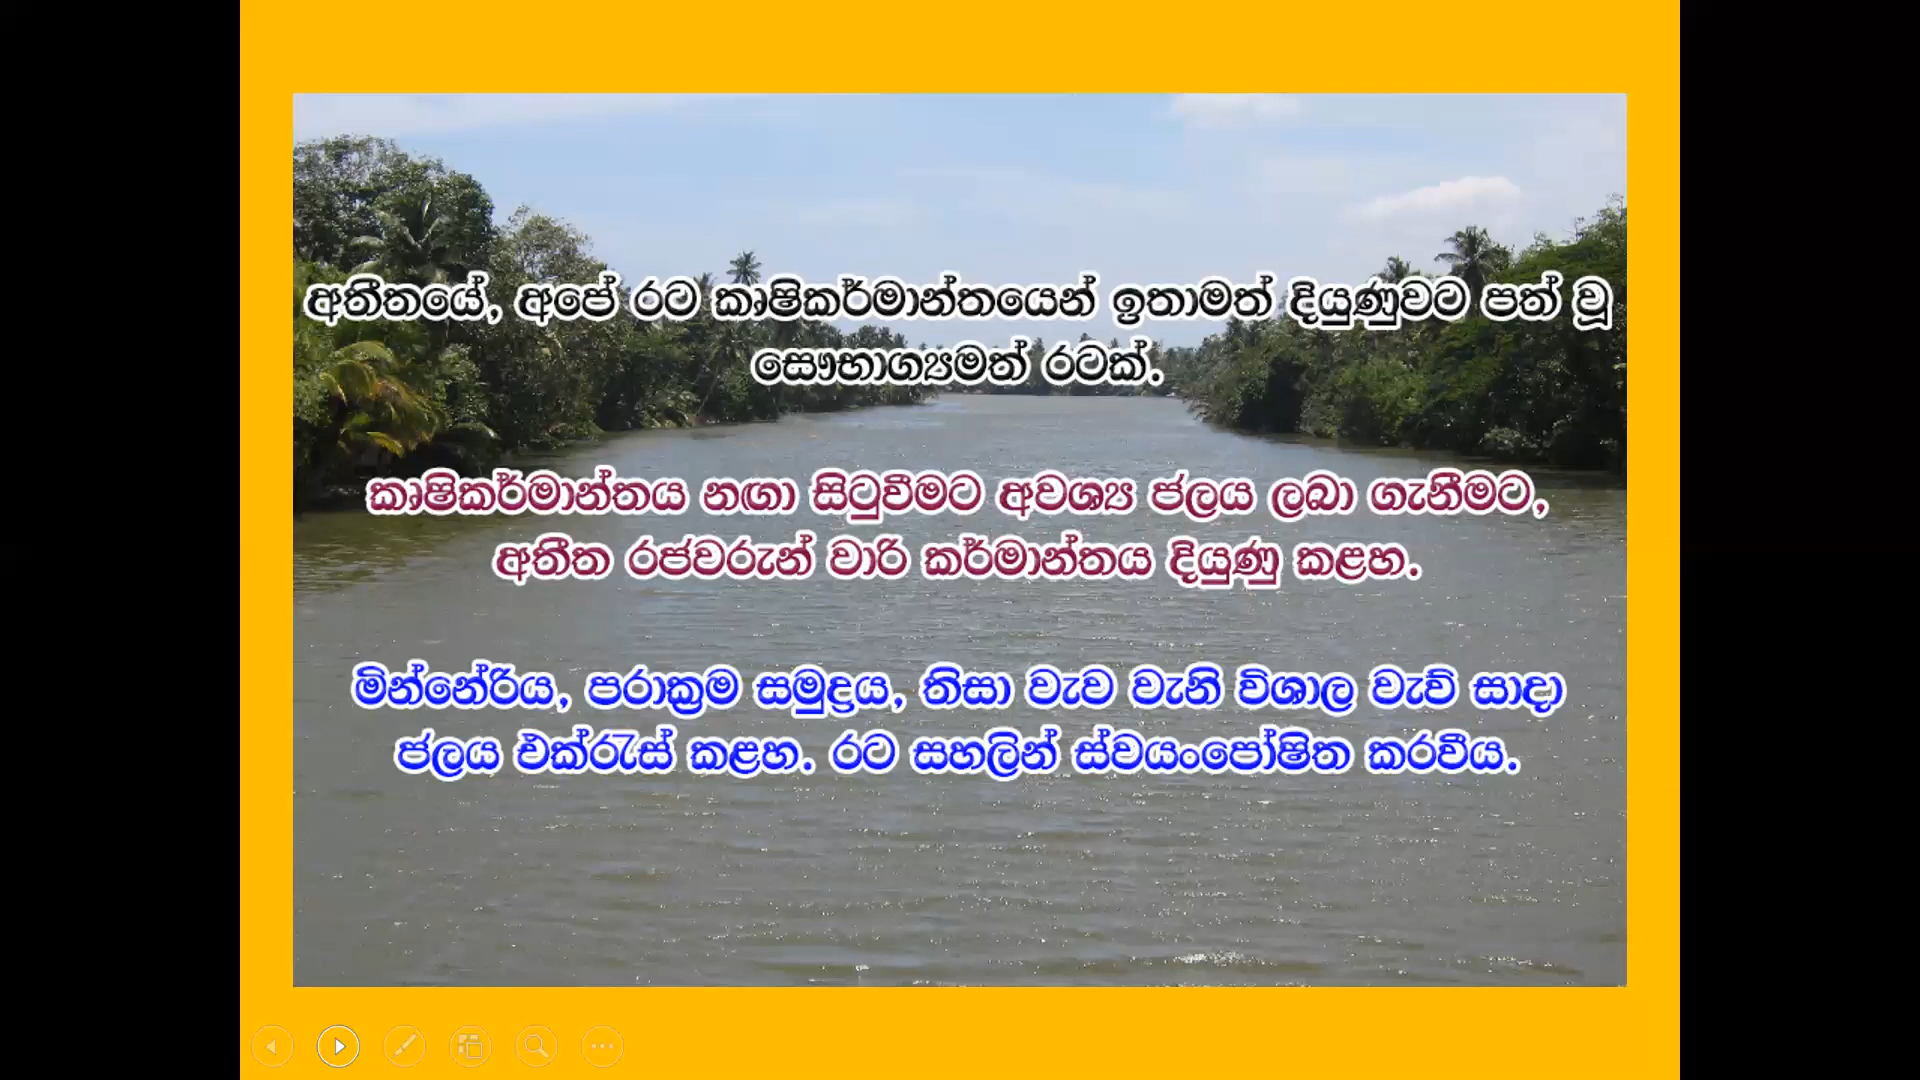 අතීතයේ, අපේ රට කෘෂිකර්මාන්තයෙන් ඉතාමත් දියුණුවට පත් වූ
සෞභාග්‍යමත් රටක්.
කෘෂිකර්මාන්තය නඟා සිටුවීමට අවශ්‍ය ජලය ලබා ගැනීමට,
අතීත රජවරුන් වාරි කර්මාන්තය දියුණු කළහ.
මින්නේරිය, පරාක්‍රම සමුද්‍රය, තිසා වැව වැනි විශාල වැව් සාදා
ජලය එක්රැස් කළහ. රට සහලින් ස්වයංපෝෂිත කරවීය.